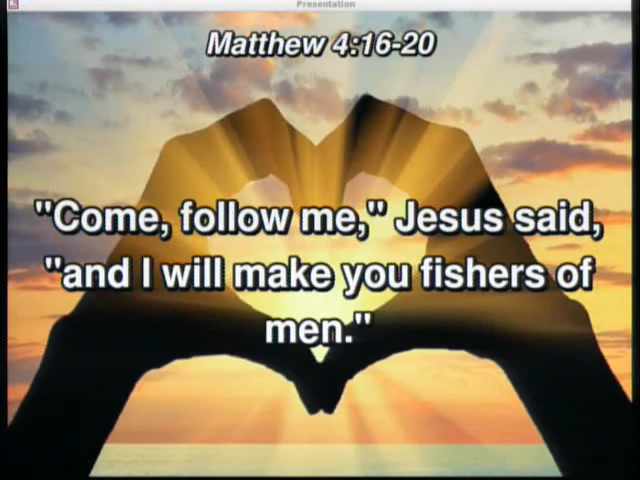 Presentation
Matthew 4:16-20
"Come, follow me," Jesus said,
"and I will make you fishers of
men."